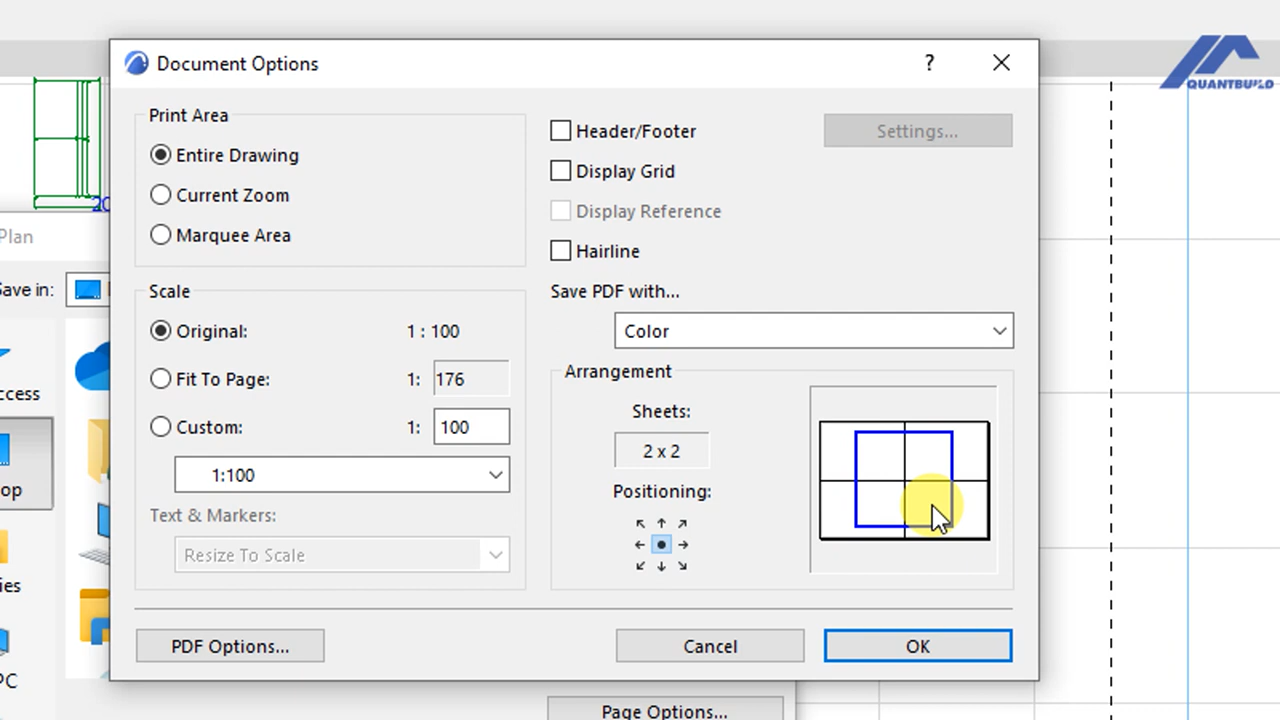 QUANTBUILD
Document Options
?
Print Area
Entire Drawing
Current Zoom
Marquee Area
Header/Footer
Settings...
Display Grid
Display Reference
Hairline
Scale
Original: 1 : 100
Fit To Page: 1: 176
Custom: 1: 100
1:100
Text & Markers:
Resize To Scale
Save PDF with...
Color
Arrangement
Sheets:
2 x 2
Positioning:
PDF Options...
Cancel
OK
Plan
ave in:
ccess
op
ies
PC
Page Options...
20